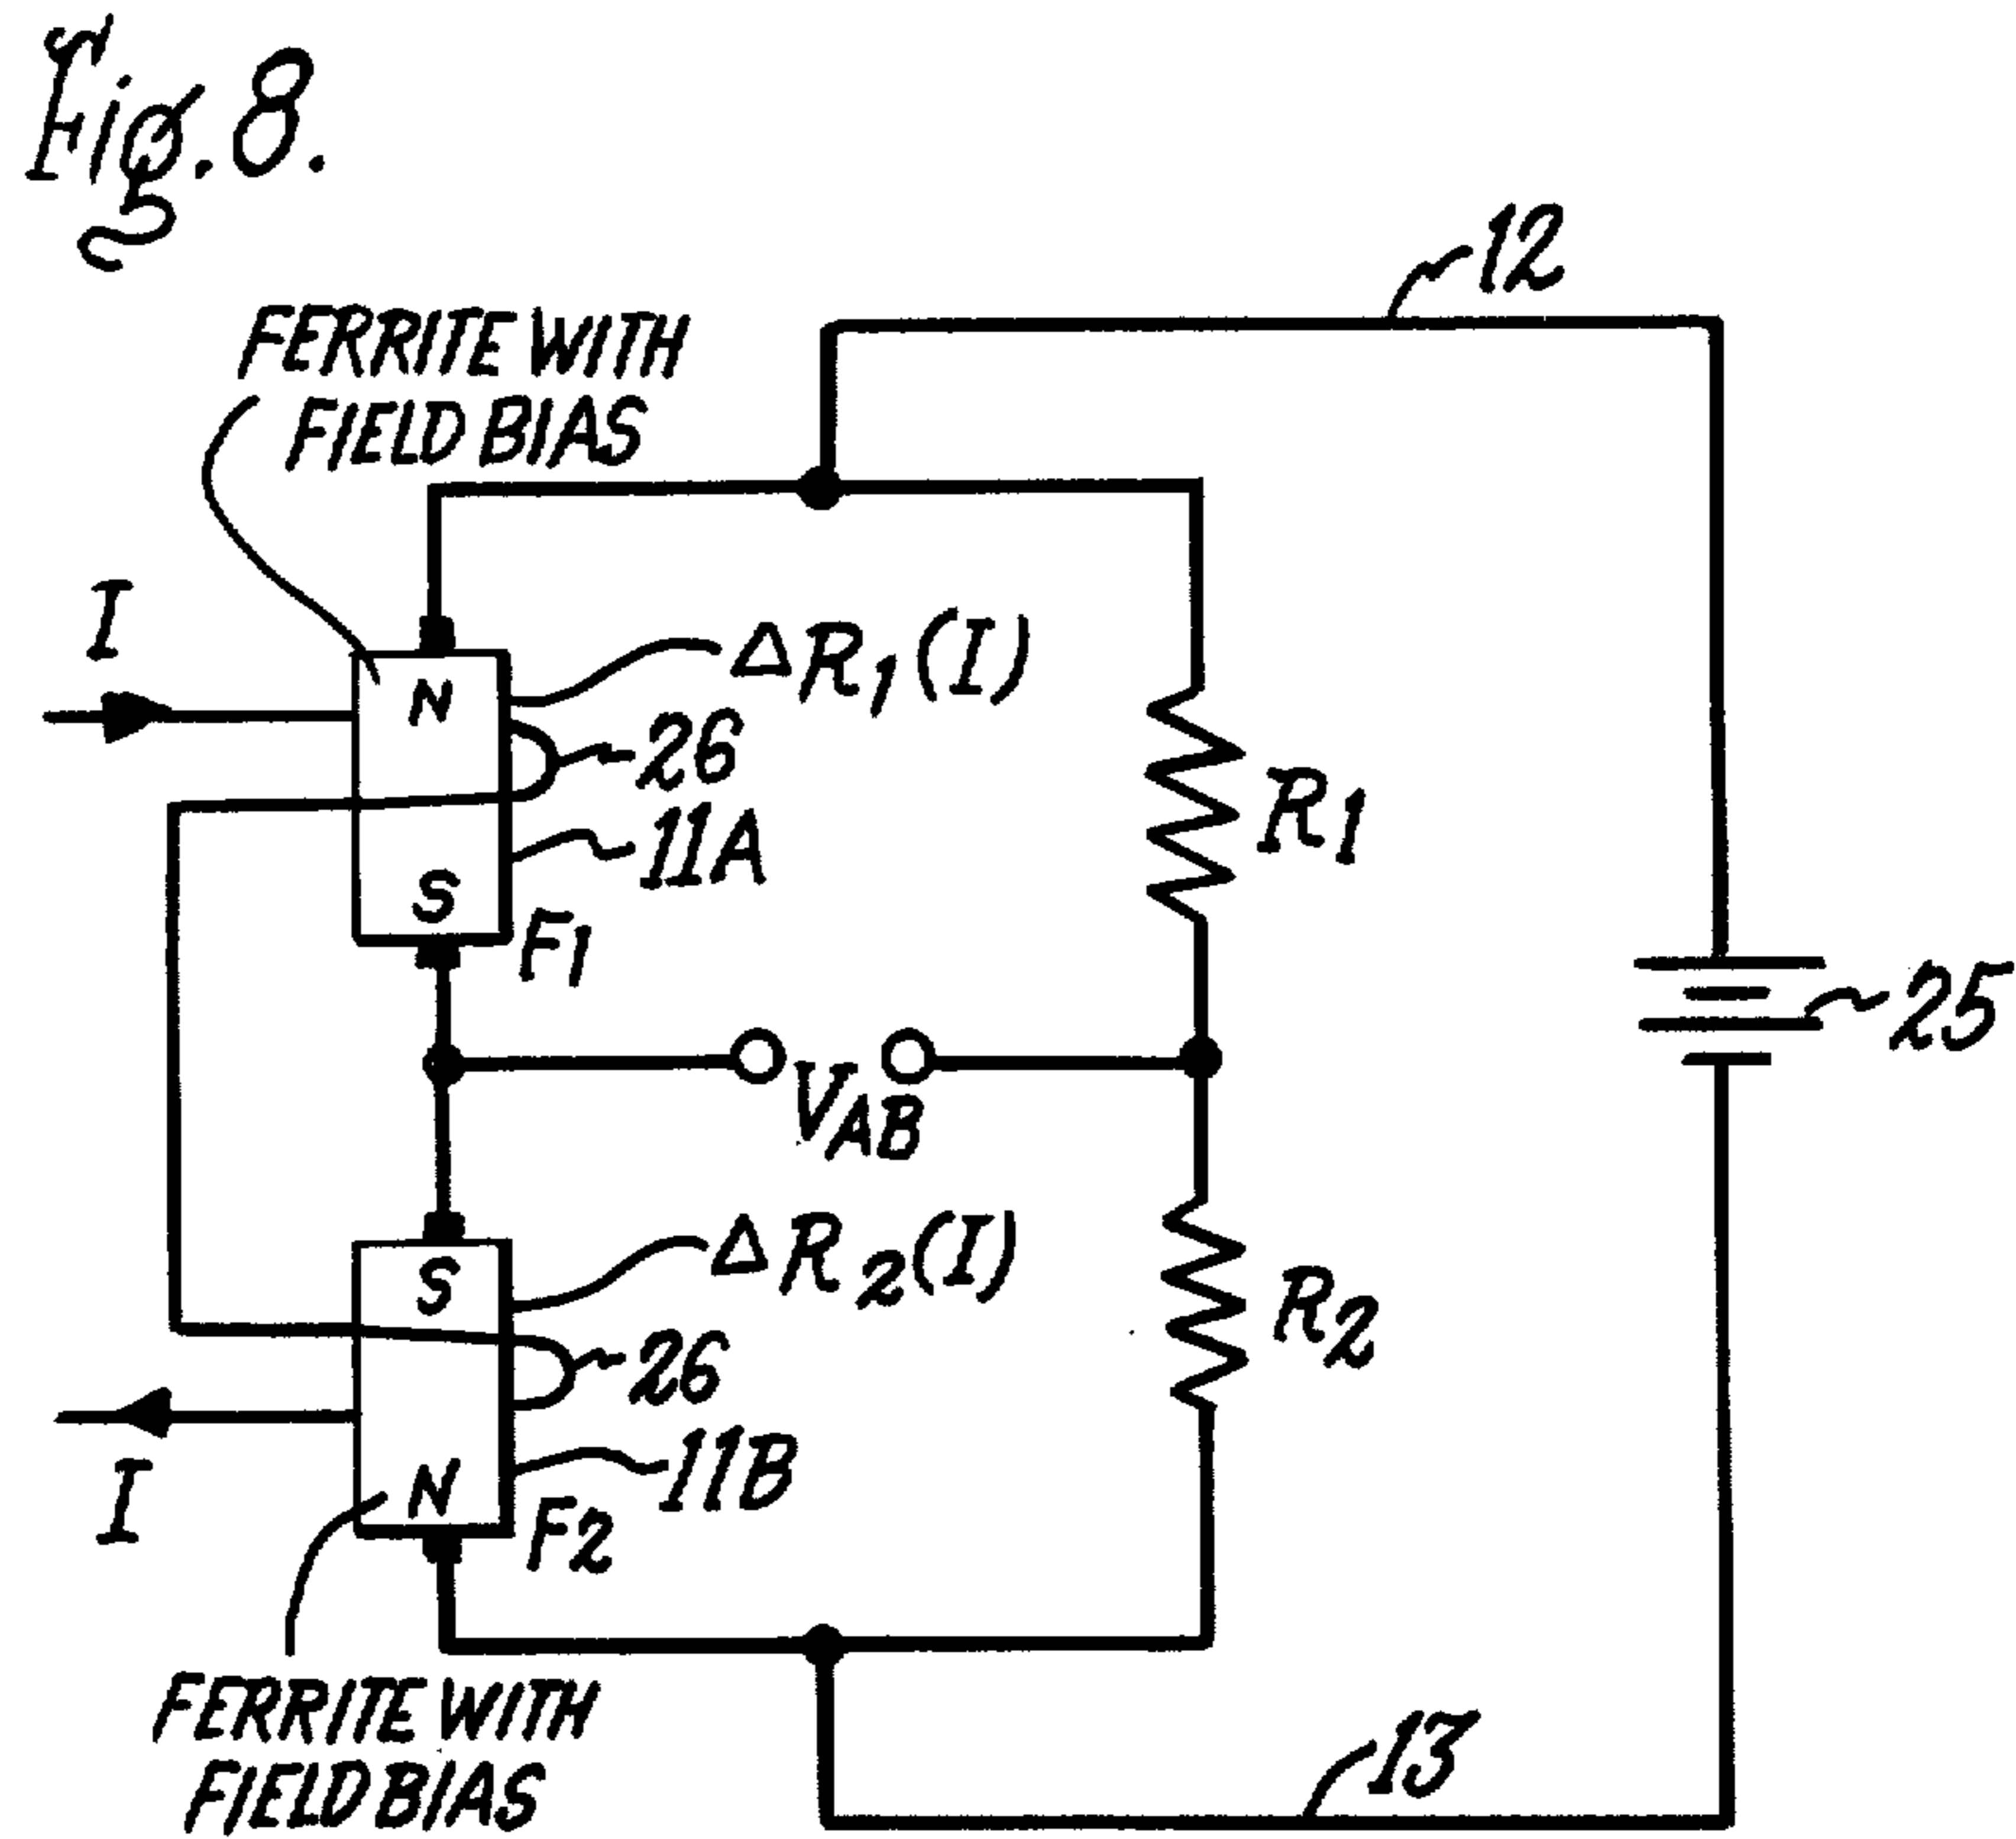 Fig. 8.
12
FERRITE WITH
FIELD BIAS
I
N
ΔR1(I)
26
11A
S
F1
R1
25
VAB
S
ΔR2(I)
26
R2
I
N
11B
F2
FERRITE WITH
FIELD BIAS
13